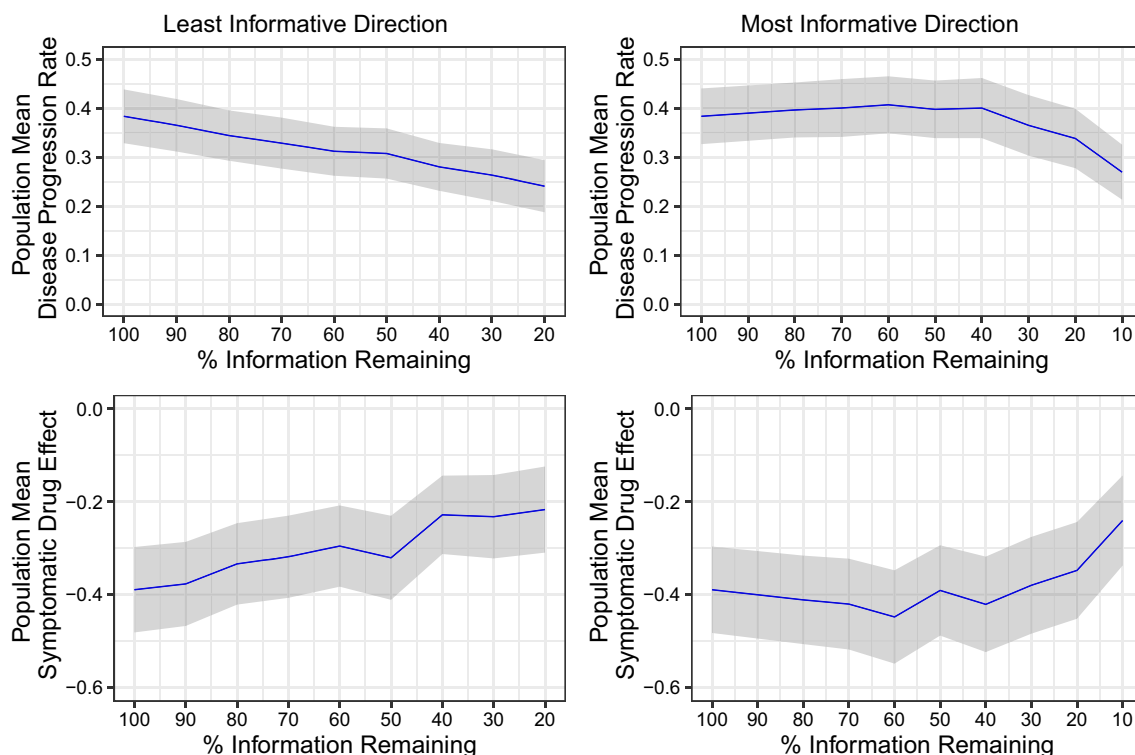 Least Informative Direction
Population Mean
Disease Progression Rate
0.5
0.4
0.3
0.2
0.1
0.0
100 90 80 70 60 50 40 30 20
% Information Remaining
Most Informative Direction
Population Mean
Disease Progression Rate
0.5
0.4
0.3
0.2
0.1
0.0
100 90 80 70 60 50 40 30 20 10
% Information Remaining
Population Mean
Symptomatic Drug Effect
0.0
−0.2
−0.4
−0.6
100 90 80 70 60 50 40 30 20
% Information Remaining
Population Mean
Symptomatic Drug Effect
0.0
−0.2
−0.4
−0.6
100 90 80 70 60 50 40 30 20 10
% Information Remaining